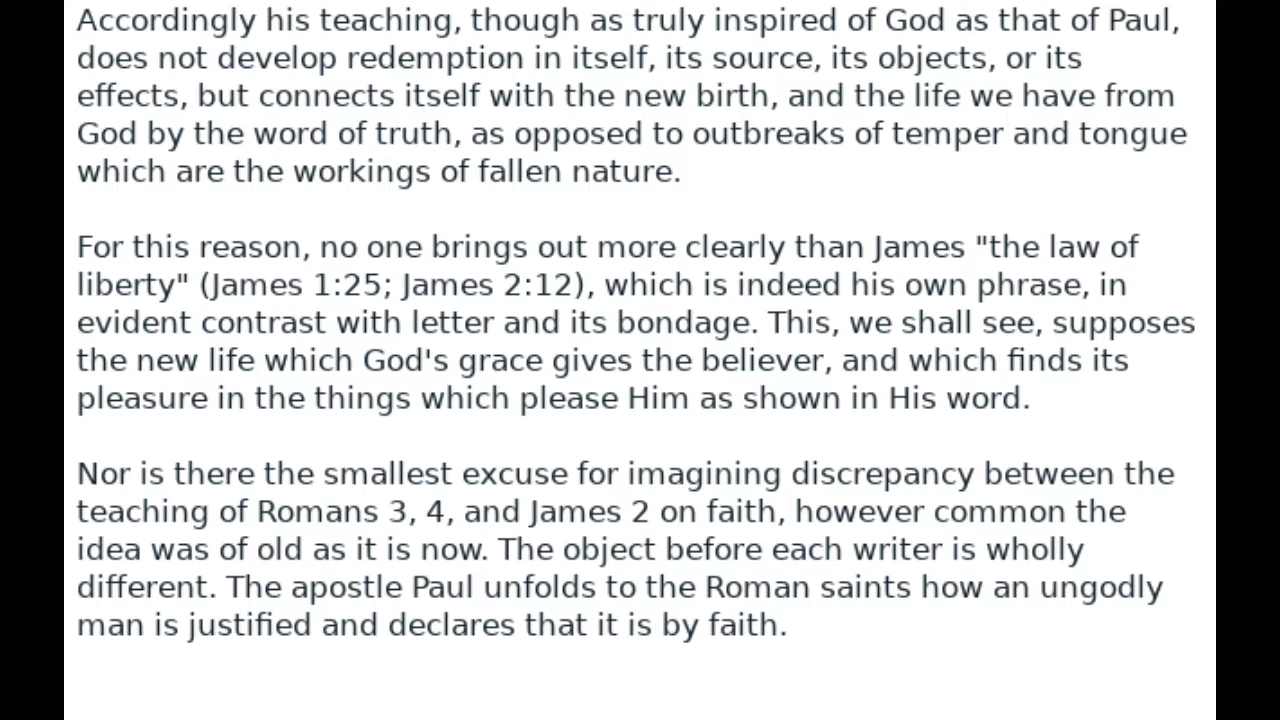 Accordingly his teaching, though as truly inspired of God as that of Paul,
does not develop redemption in itself, its source, its objects, or its
effects, but connects itself with the new birth, and the life we have from
God by the word of truth, as opposed to outbreaks of temper and tongue
which are the workings of fallen nature.
For this reason, no one brings out more clearly than James "the law of
liberty" (James 1:25; James 2:12), which is indeed his own phrase, in
evident contrast with letter and its bondage. This, we shall see, supposes
the new life which God's grace gives the believer, and which finds its
pleasure in the things which please Him as shown in His word.
Nor is there the smallest excuse for imagining discrepancy between the
teaching of Romans 3, 4, and James 2 on faith, however common the
idea was of old as it is now. The object before each writer is wholly
different. The apostle Paul unfolds to the Roman saints how an ungodly
man is justified and declares that it is by faith.